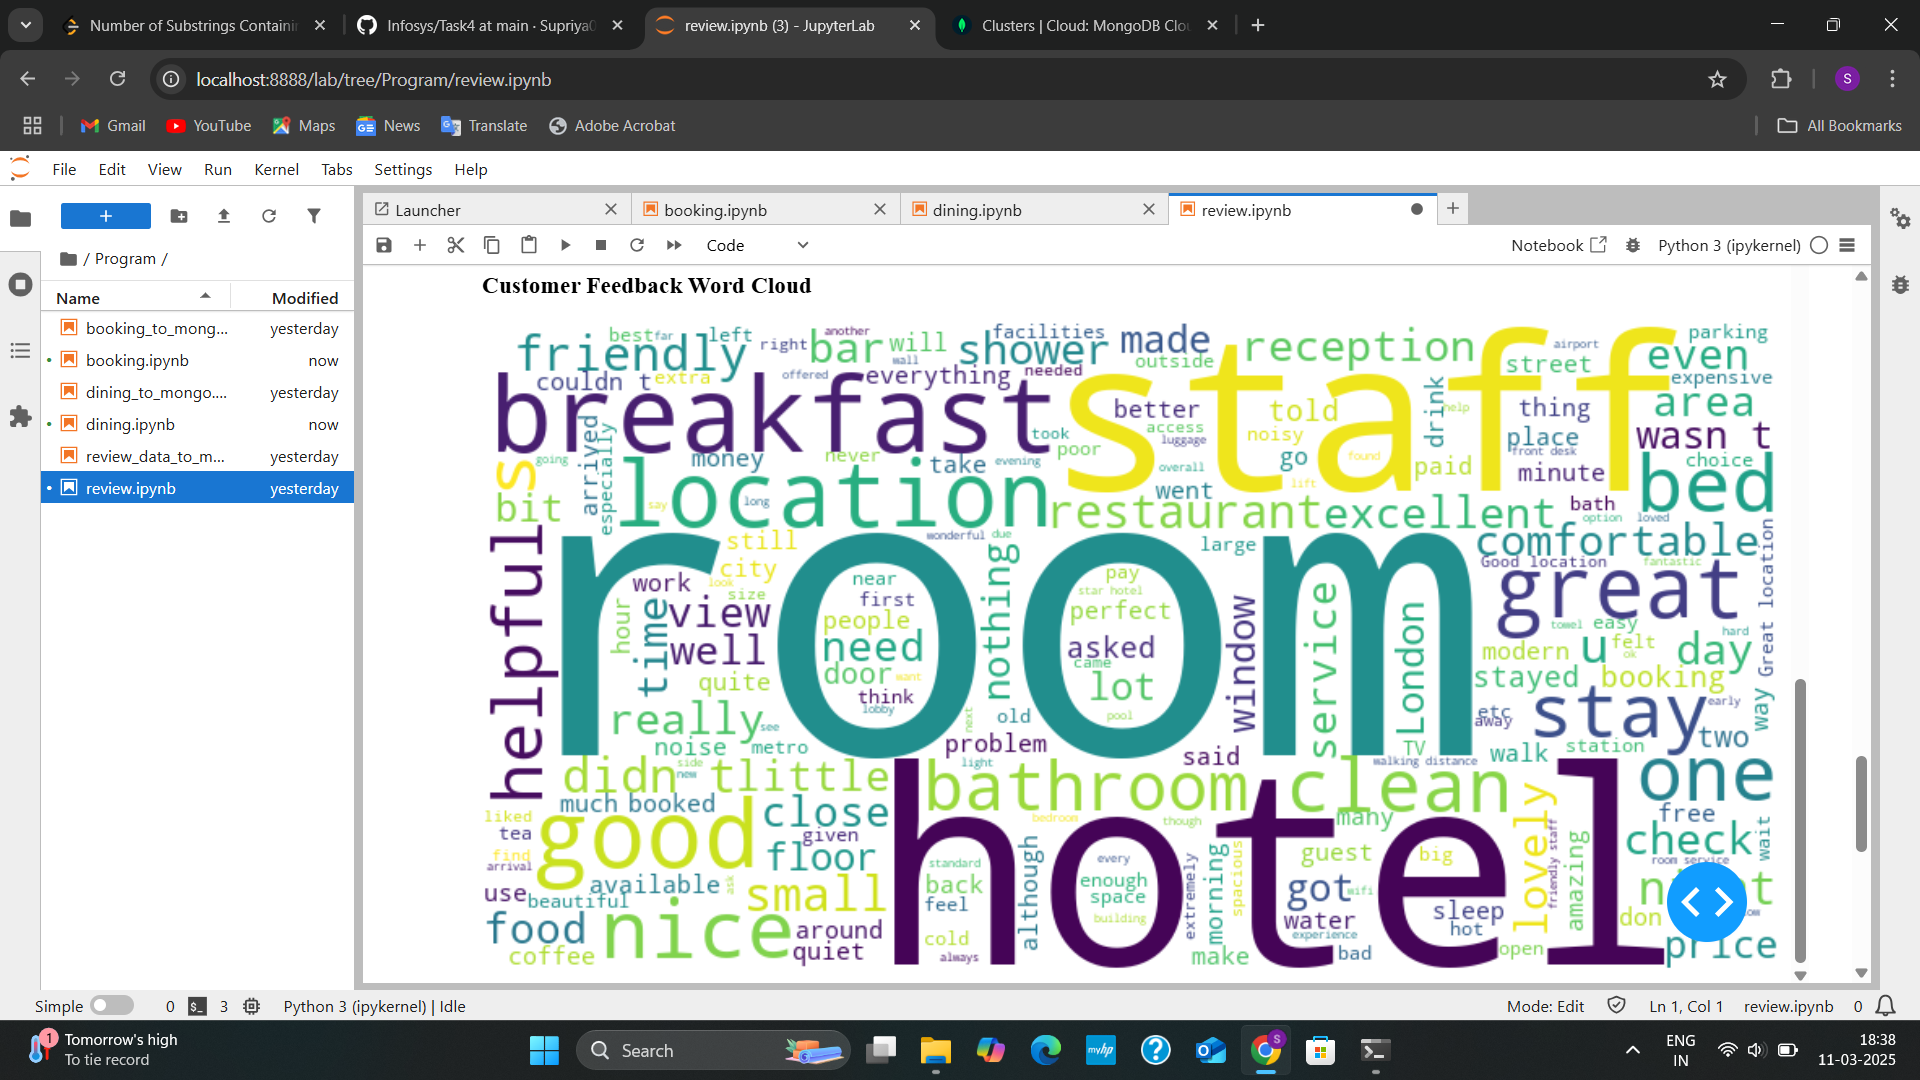 Number of Substrings Containi
Infosys/Task4 at main · Supriya0
review.ipynb (3) - JupyterLab
Clusters | Cloud: MongoDB Clou
localhost:8888/lab/tree/Program/review.ipynb
S
Gmail
YouTube
Maps
News
Translate
Adobe Acrobat
All Bookmarks
File Edit View Run Kernel Tabs Settings Help
Launcher
booking.ipynb
dining.ipynb
review.ipynb
Code
Notebook
Python 3 (ipykernel)
/ Program /
Name Modified
booking_to_mong... yesterday
booking.ipynb now
dining_to_mongo.... yesterday
dining.ipynb now
review_data_to_m... yesterday
review.ipynb yesterday
Customer Feedback Word Cloud
best far left another facilities parking
friendly right bar will shower made reception airport
wall outside street even
couldn t extra offered everything needed expensive
breakfast staff better told drink help thing area
took access noisy place wasn t
luggage front desk
s going especially arrived money never take evening poor overall go found paid minute choice
bit location say long went lift bed
restaurant excellent bath option loved
helpful still wonderful due large comfortable
room city near nothing pay Good location fantastic
work look first star hotel great Great location
hour time view size people perfect window service London towel easy hard
well need asked modern u felt ok day
quite door want came lot stayed booking
think lobby
really see next old pool etc away stay early way
noise metro problem said TV walk station two
didn side tlittle light walking distance one
new bathroom clean
much booked close bedroom though many lovely free
liked good given hotel check wait
tea floor every guest big friendly staff amazing room service
find arrival standard although extremely morning spacious
use available ask small back enough space got wifi night
beautiful feel water sleep don
food nice around building experience hot price
coffee quiet cold always make bad open
Simple 0 3 Python 3 (ipykernel) | Idle
Mode: Edit Ln 1, Col 1 review.ipynb 0
1
Tomorrow's high
To tie record
Search
myhp
S
ENG
IN
18:38
11-03-2025